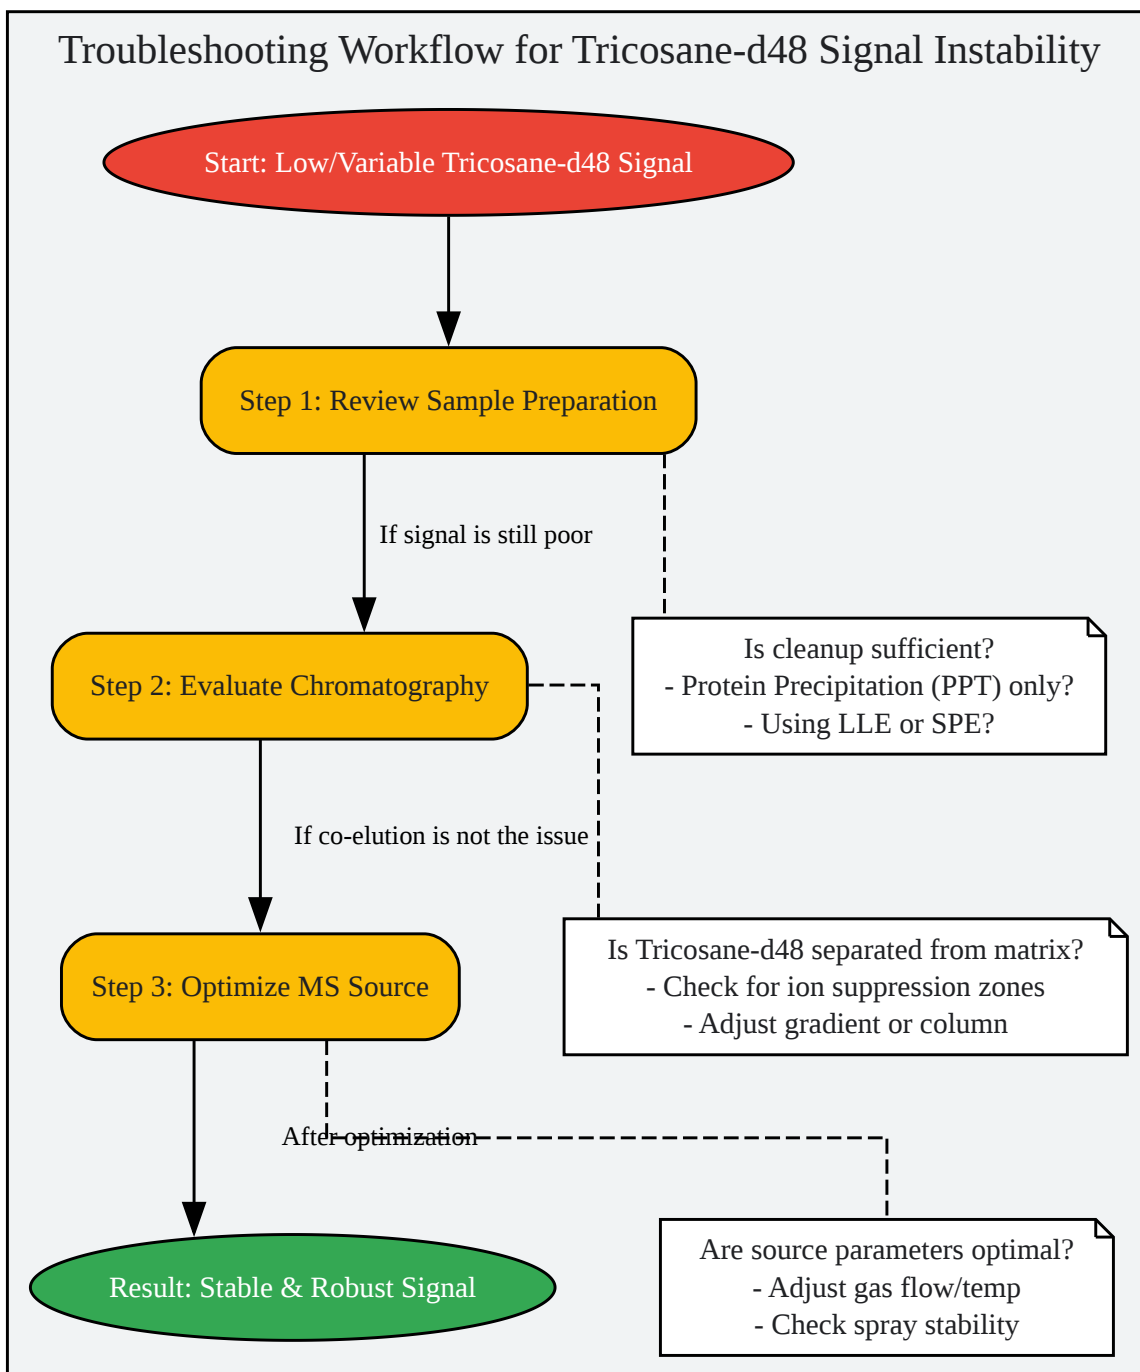 Troubleshooting Workflow for Tricosane-d48 Signal Instability
Start: Low/Variable Tricosane-d48 Signal
Step 1: Review Sample Preparation
If signal is still poor
Is cleanup sufficient?
- Protein Precipitation (PPT) only?
- Using LLE or SPE?
Step 2: Evaluate Chromatography
If co-elution is not the issue
Is Tricosane-d48 separated from matrix?
- Check for ion suppression zones
- Adjust gradient or column
Step 3: Optimize MS Source
After optimization
Are source parameters optimal?
- Adjust gas flow/temp
- Check spray stability
Result: Stable & Robust Signal